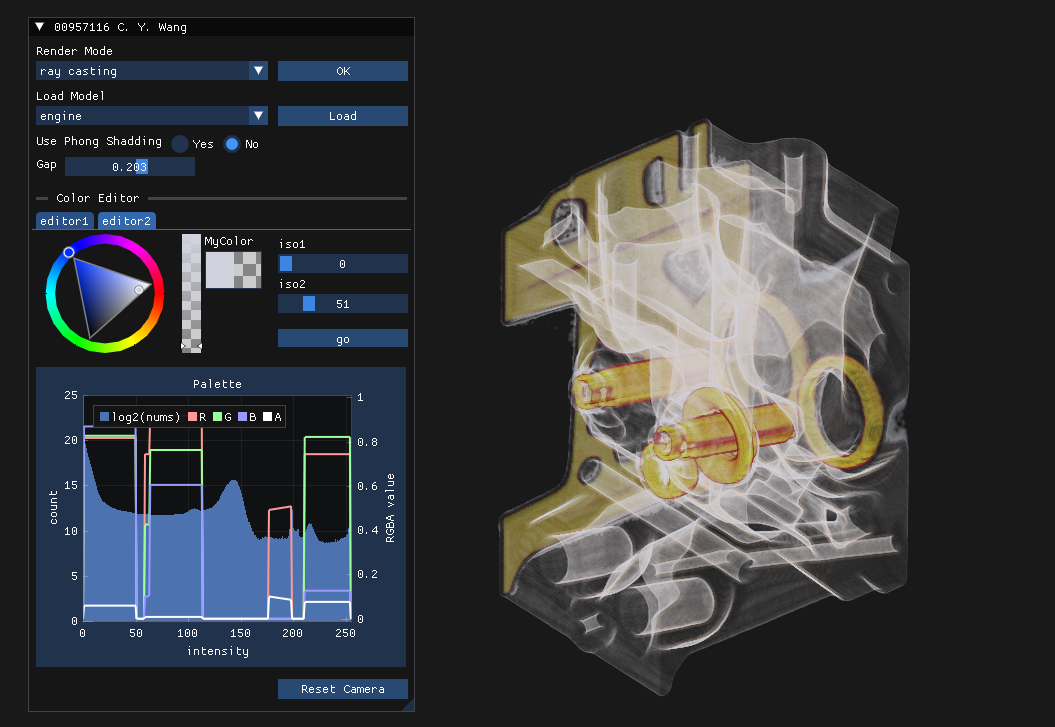 00957116 C. Y. Wang
Render Mode
ray casting
OK
Load Model
engine
Load
Use Phong Shadding Yes No
Gap 0.203
Color Editor
editor1 editor2
MyColor
iso1
0
iso2
51
go
Palette
log2(nums) R G B A
25
20
15
10
5
0
count
1
0.8
0.6
0.4
0.2
0
RGBA value
0 50 100 150 200 250
intensity
Reset Camera